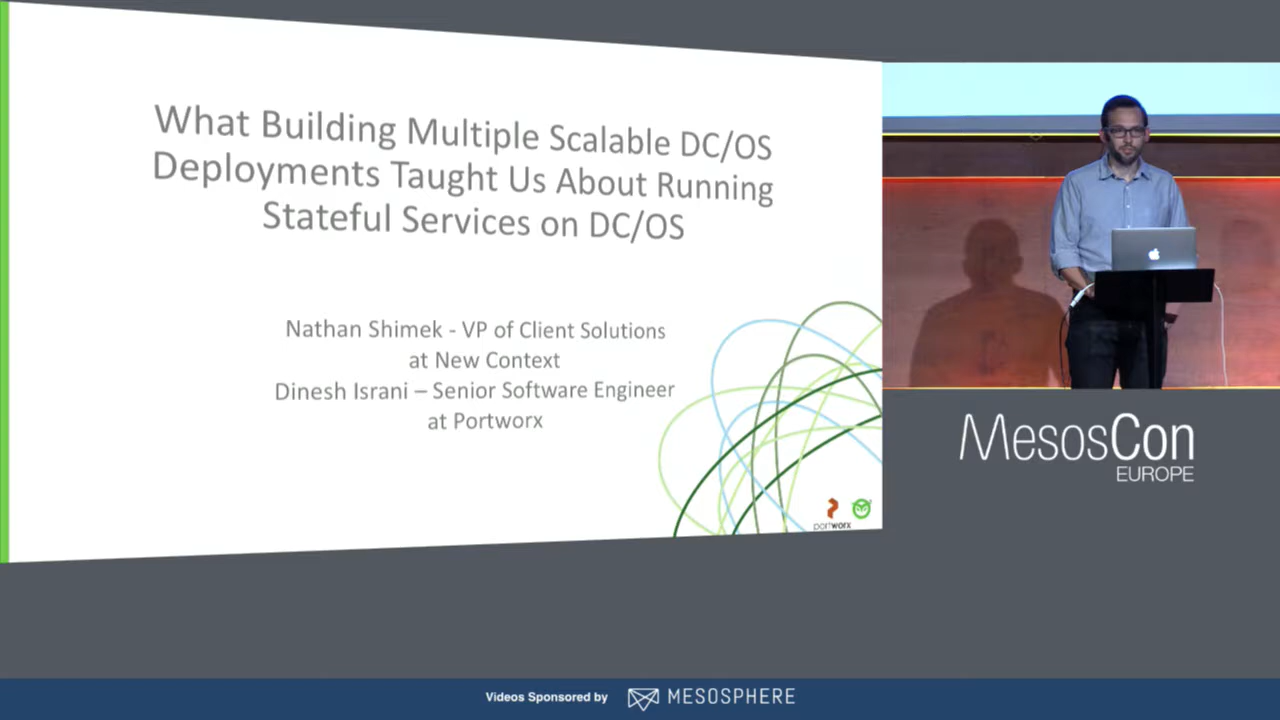 What Building Multiple Scalable DC/OS
Deployments Taught Us About Running
Stateful Services on DC/OS
Nathan Shimek - VP of Client Solutions
at New Context
Dinesh Israni – Senior Software Engineer
at Portworx
portworx
MesosCon
EUROPE
Videos Sponsored by MESOSPHERE